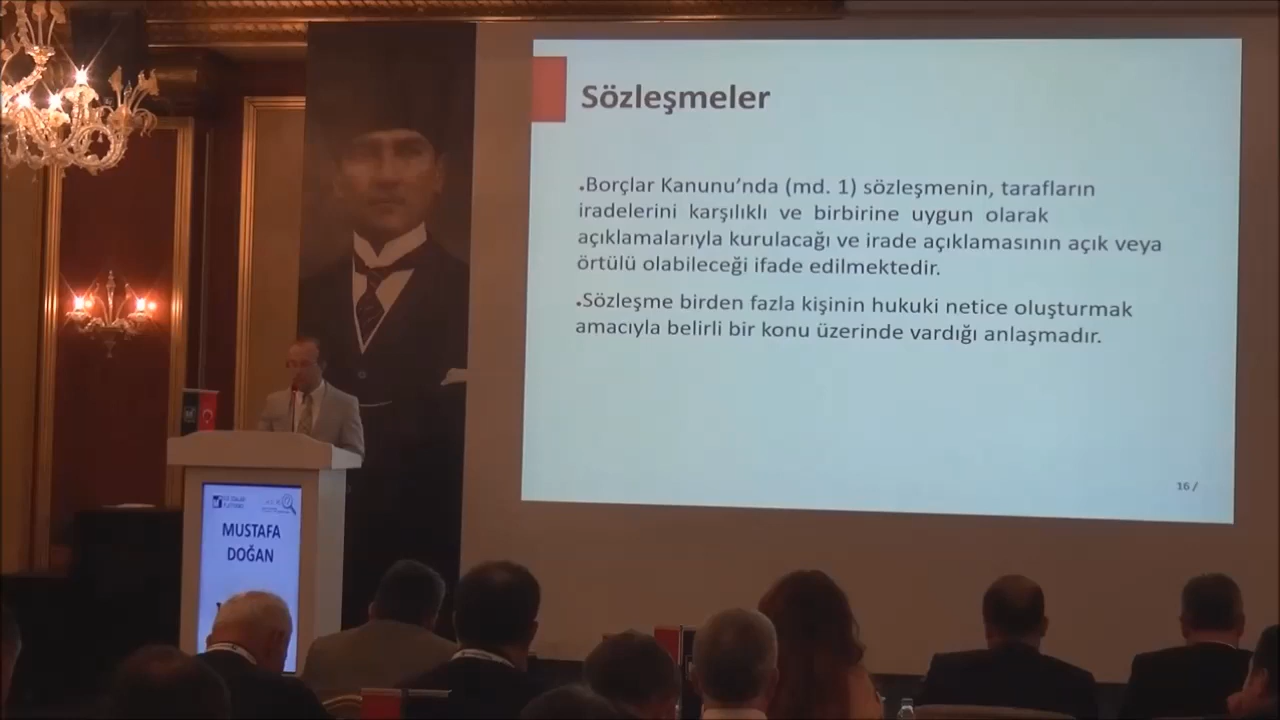 Sözleşmeler
.Borçlar Kanunu’nda (md. 1) sözleşmenin, tarafların
iradelerini karşılıklı ve birbirine uygun olarak
açıklamalarıyla kurulacağı ve irade açıklamasının açık veya
örtülü olabileceği ifade edilmektedir.
.Sözleşme birden fazla kişinin hukuki netice oluşturmak
amacıyla belirli bir konu üzerinde vardığı anlaşmadır.
16 /
MUSTAFA
DOĞAN